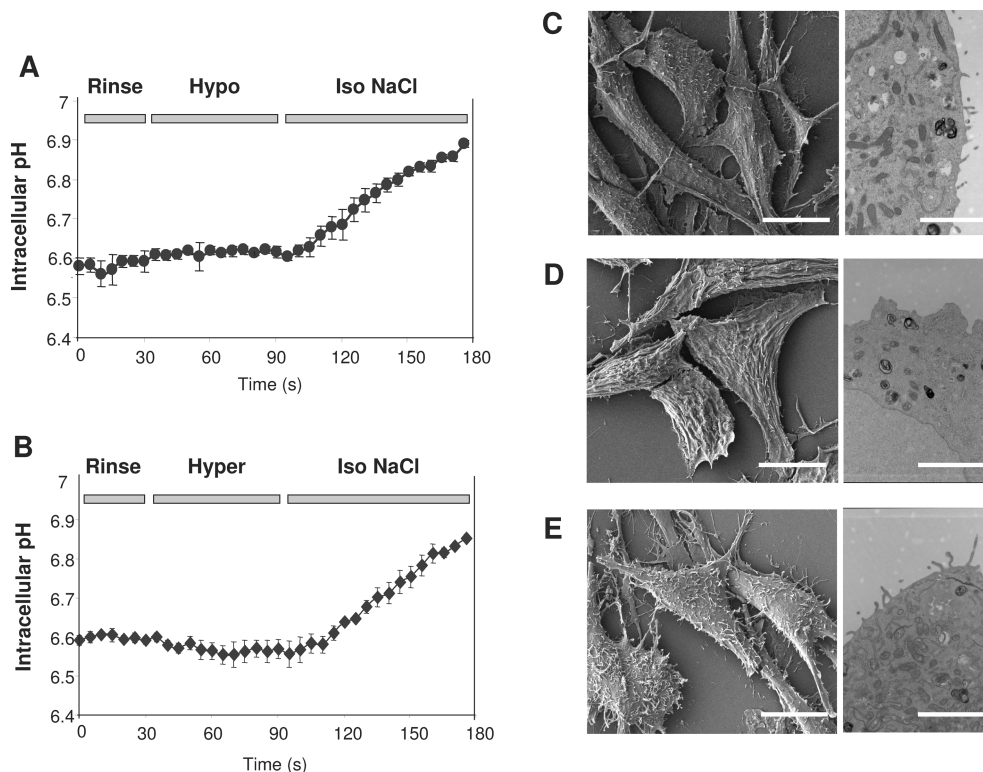 A
Rinse Hypo Iso NaCl
7
6.9
6.8
6.7
6.6
6.5
6.4
Intracellular pH
0 30 60 90 120 150 180
Time (s)
B
Rinse Hyper Iso NaCl
7
6.9
6.8
6.7
6.6
6.5
6.4
Intracellular pH
0 30 60 90 120 150 180
Time (s)
C
D
E